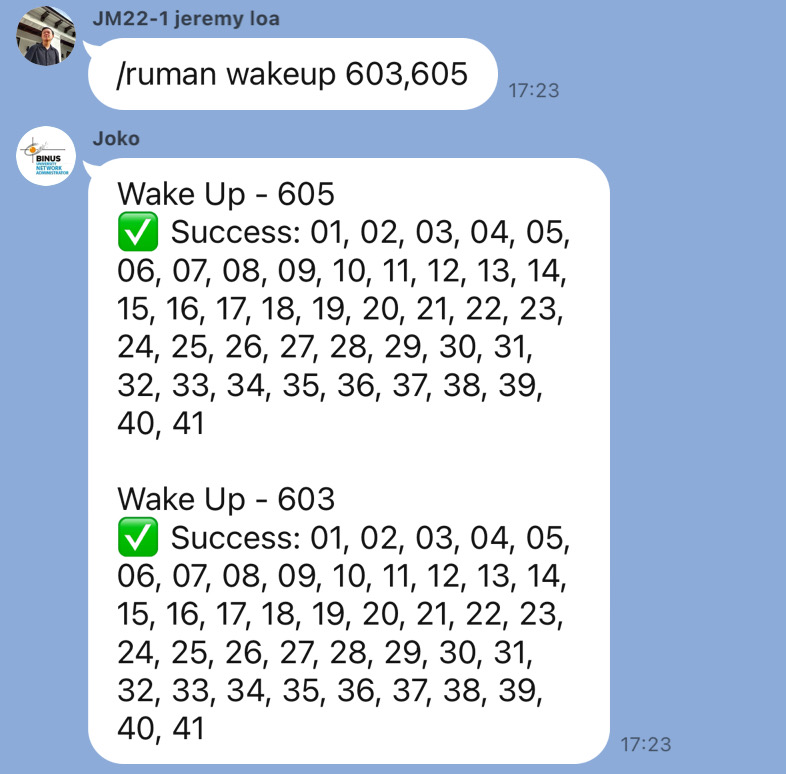 JM22-1 jeremy loa
/ruman wakeup 603,605
17:23
Joko
BINUS
UNIVERSITY
NETWORK
ADMINISTRATOR
Wake Up - 605
✅ Success: 01, 02, 03, 04, 05,
06, 07, 08, 09, 10, 11, 12, 13, 14,
15, 16, 17, 18, 19, 20, 21, 22, 23,
24, 25, 26, 27, 28, 29, 30, 31,
32, 33, 34, 35, 36, 37, 38, 39,
40, 41
Wake Up - 603
✅ Success: 01, 02, 03, 04, 05,
06, 07, 08, 09, 10, 11, 12, 13, 14,
15, 16, 17, 18, 19, 20, 21, 22, 23,
24, 25, 26, 27, 28, 29, 30, 31,
32, 33, 34, 35, 36, 37, 38, 39,
40, 41
17:23